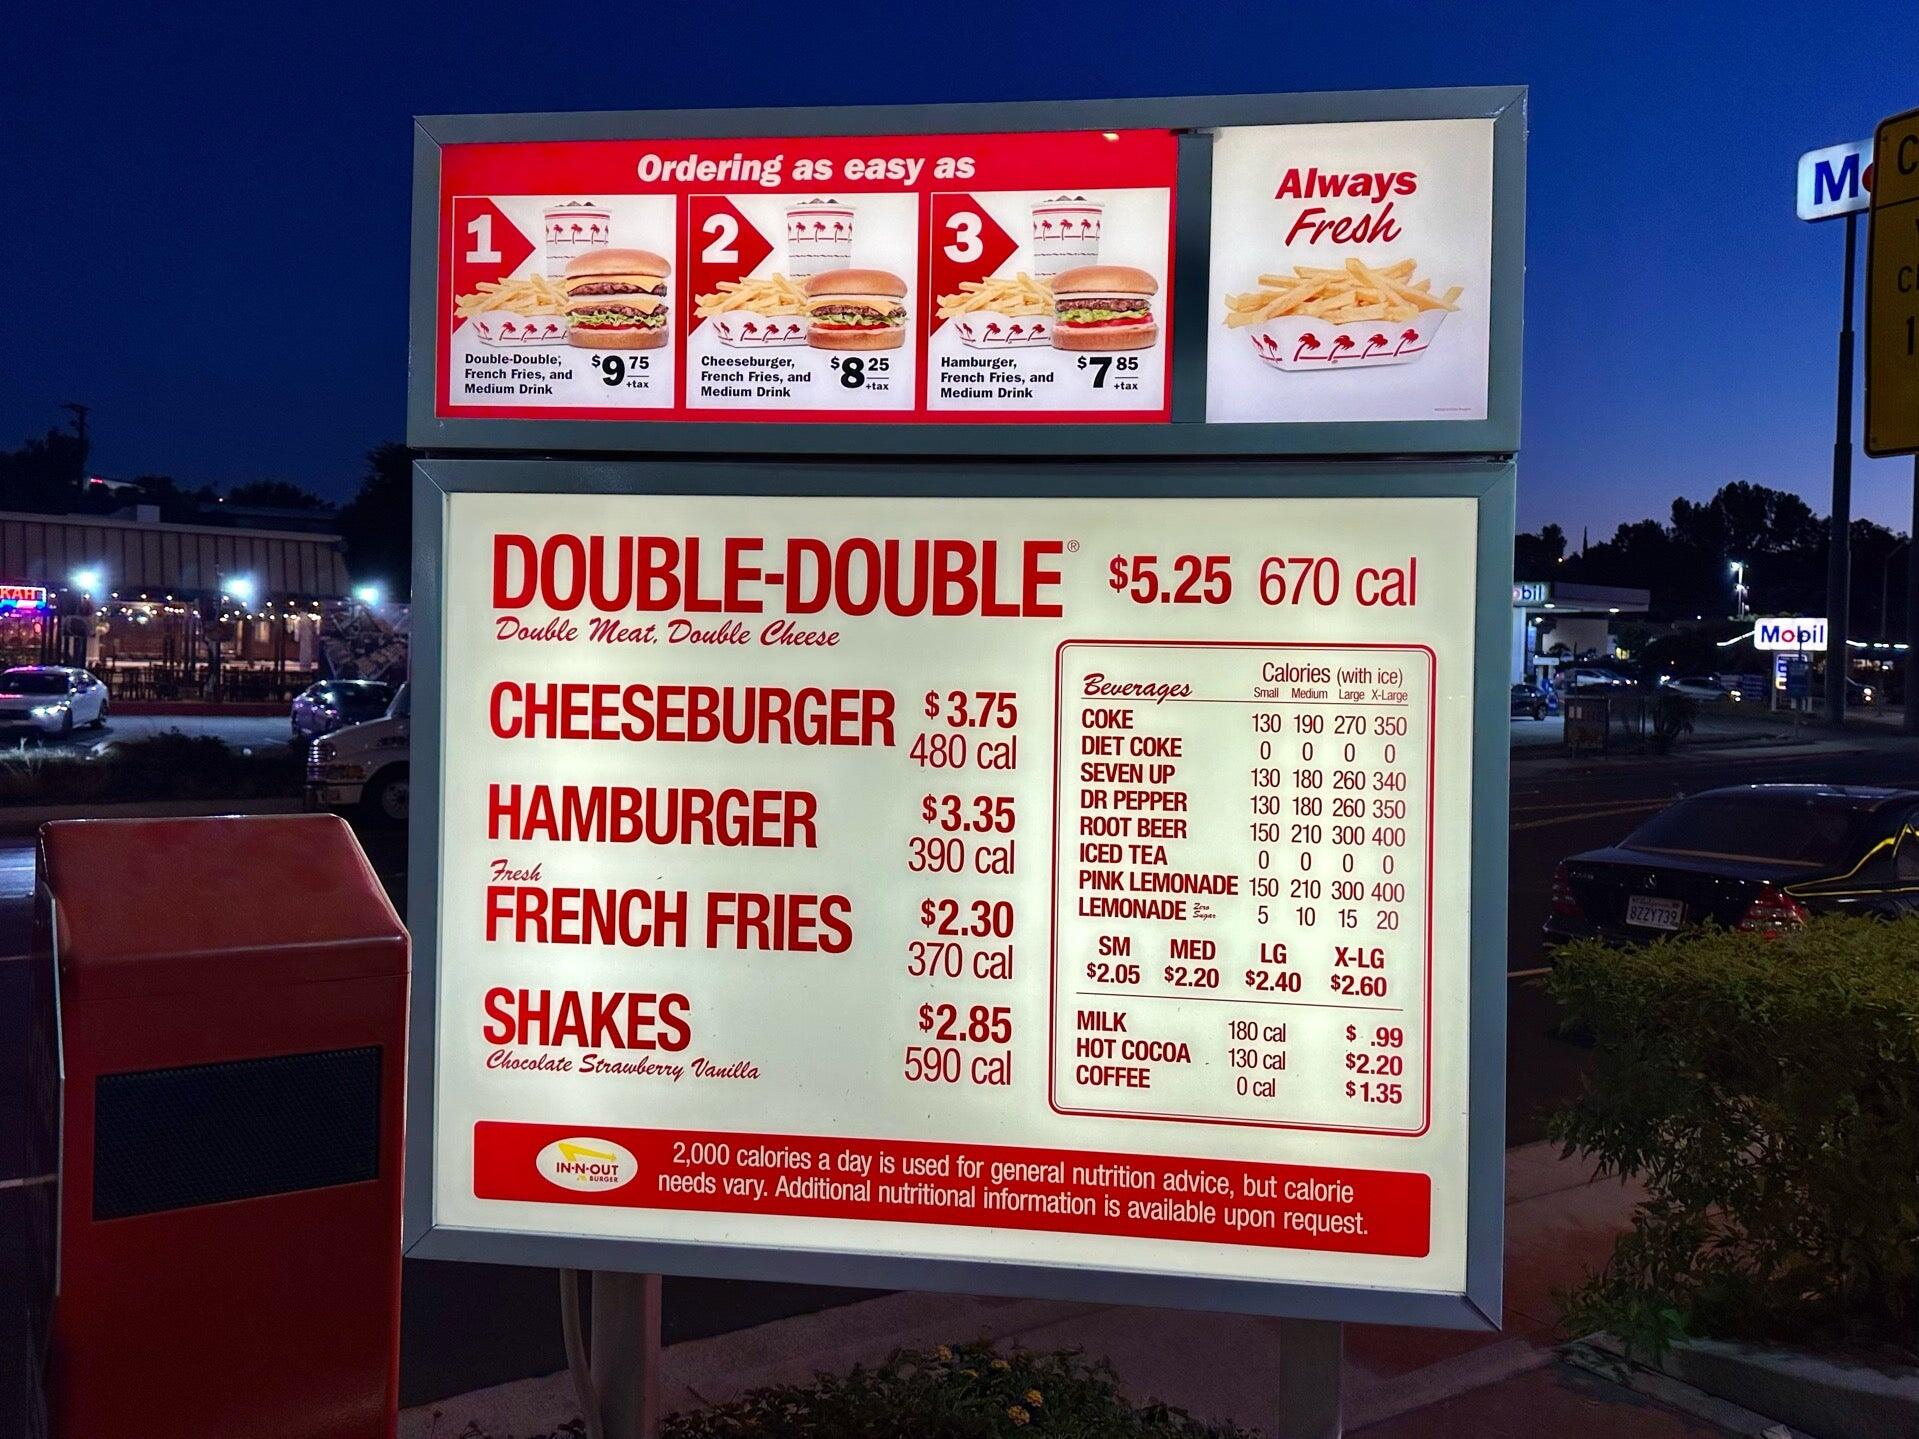 Ordering as easy as
1
Double-Double,
French Fries, and
Medium Drink
$9 75
+tax
2
Cheeseburger,
French Fries, and
Medium Drink
$8 25
+tax
3
Hamburger,
French Fries, and
Medium Drink
$7 85
+tax
Always
Fresh
DOUBLE-DOUBLE® $5.25 670 cal
Double Meat, Double Cheese
CHEESEBURGER $3.75
480 cal
HAMBURGER $3.35
390 cal
Fresh
FRENCH FRIES $2.30
370 cal
SHAKES $2.85
Chocolate Strawberry Vanilla 590 cal
Beverages Calories (with ice)
Small Medium Large X-Large
COKE 130 190 270 350
DIET COKE 0 0 0 0
SEVEN UP 130 180 260 340
DR PEPPER 130 180 260 350
ROOT BEER 150 210 300 400
ICED TEA 0 0 0 0
PINK LEMONADE 150 210 300 400
LEMONADE Zero Sugar 5 10 15 20
SM MED LG X-LG
$2.05 $2.20 $2.40 $2.60
MILK 180 cal $ .99
HOT COCOA 130 cal $2.20
COFFEE 0 cal $1.35
IN-N-OUT
BURGER
2,000 calories a day is used for general nutrition advice, but calorie
needs vary. Additional nutritional information is available upon request.
KAH
M
C
1
bil
Mobil
8ZZY739